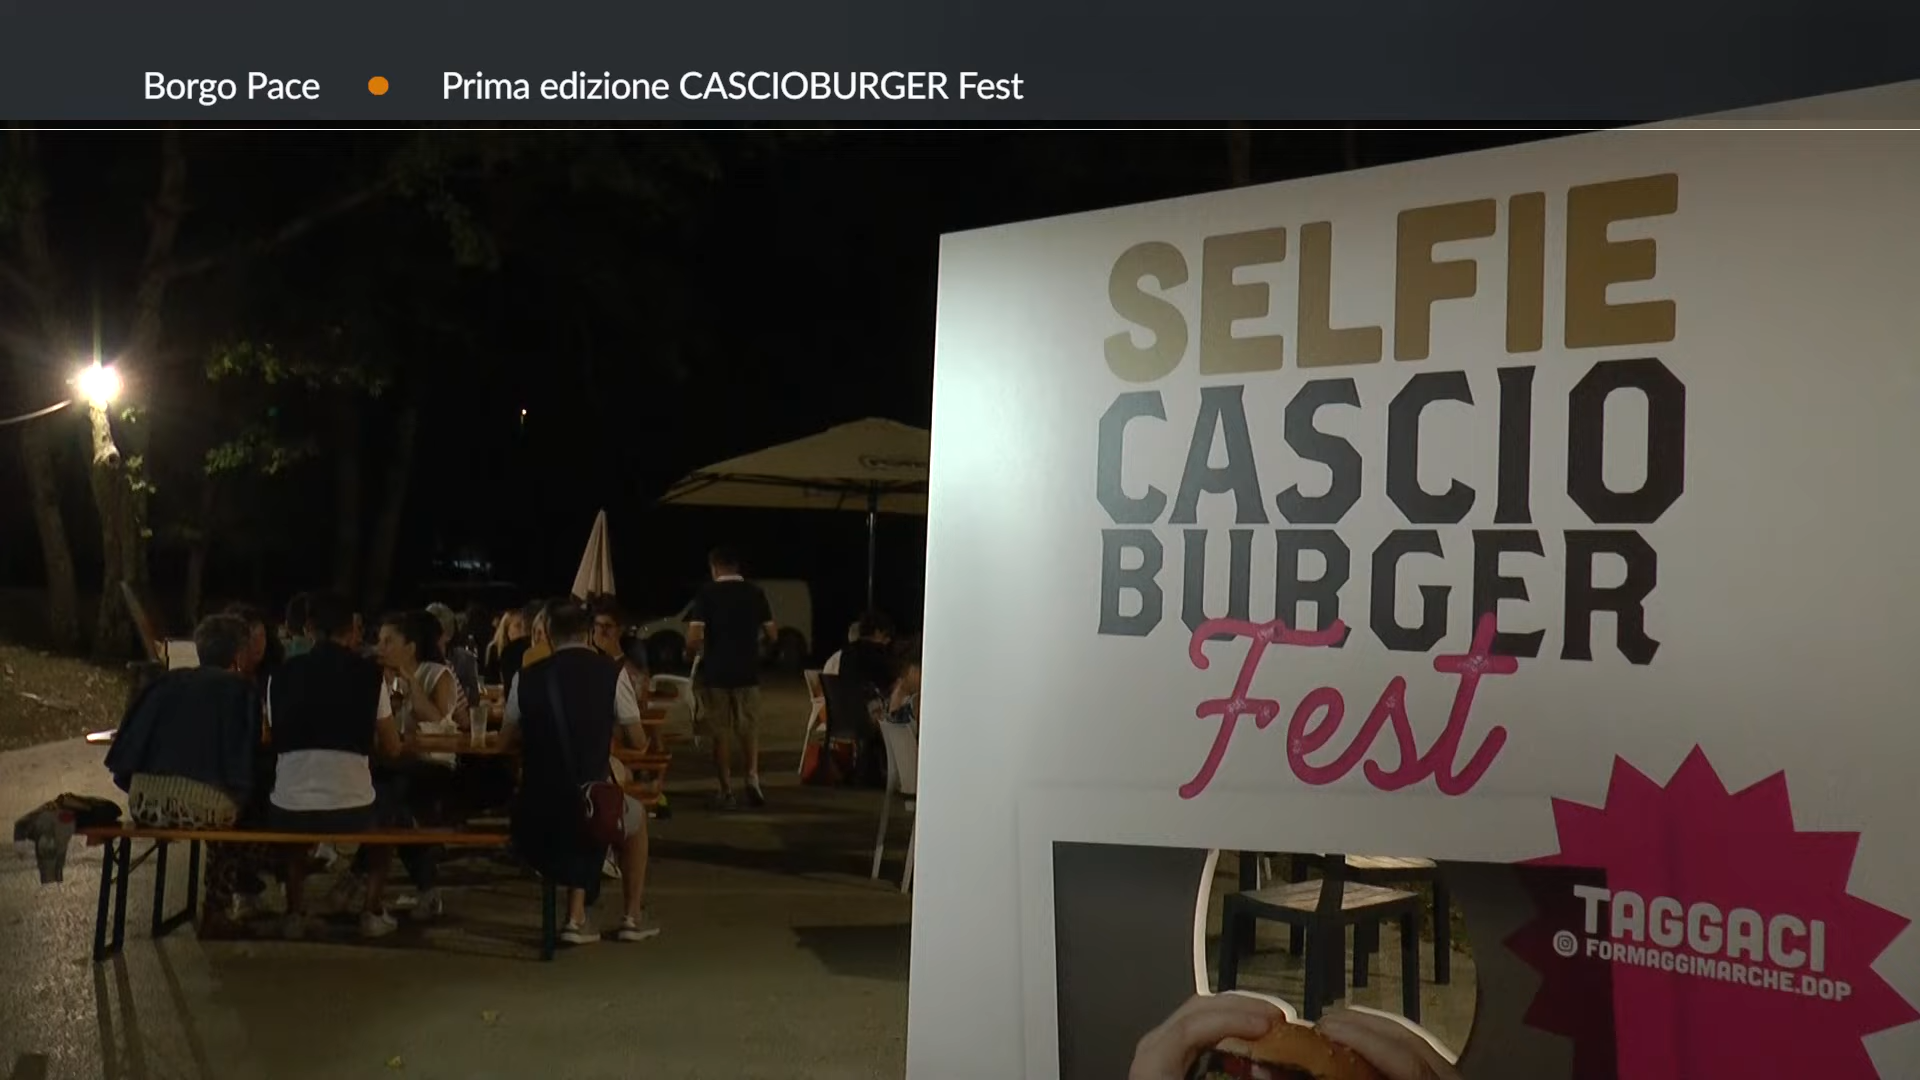 Borgo Pace • Prima edizione CASCIOBURGER Fest
SELFIE
CASCIO
BURGER
Fest
TAGGACI
FORMAGGIMARCHE.DOP